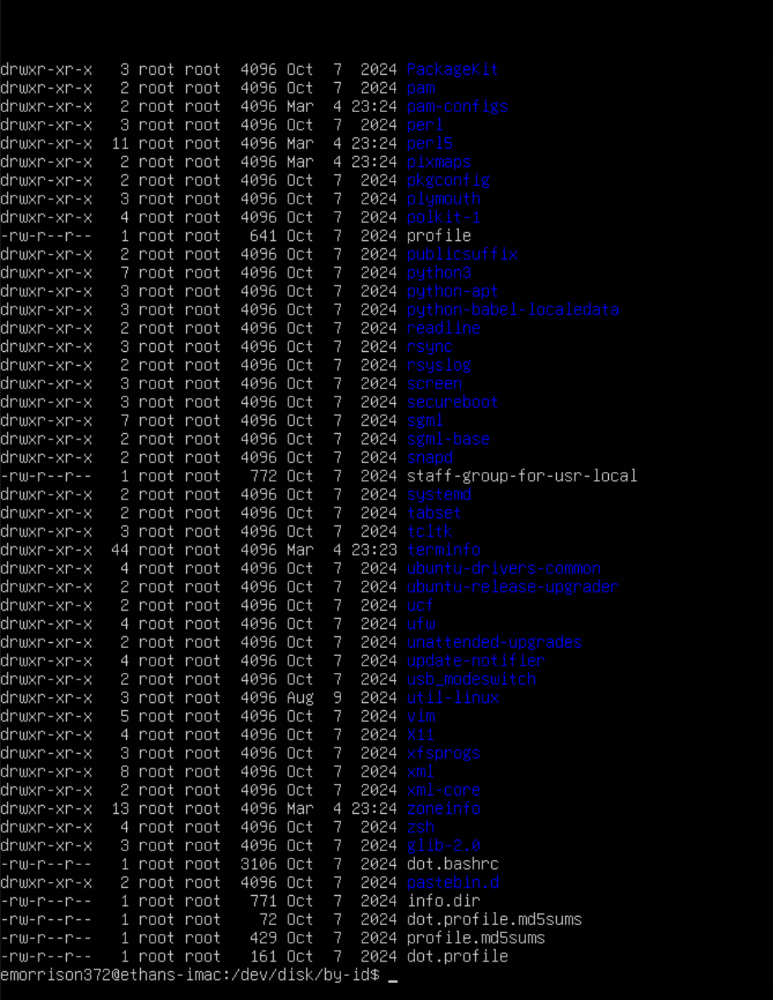 drwxr-xr-x   3 root root  4096 Oct  7  2024 PackageKit
drwxr-xr-x   2 root root  4096 Oct  7  2024 pam
drwxr-xr-x   2 root root  4096 Mar  4 23:24 pam-configs
drwxr-xr-x   3 root root  4096 Oct  7  2024 perl
drwxr-xr-x  11 root root  4096 Mar  4 23:24 perl5
drwxr-xr-x   2 root root  4096 Mar  4 23:24 pixmaps
drwxr-xr-x   2 root root  4096 Oct  7  2024 pkgconfig
drwxr-xr-x   3 root root  4096 Oct  7  2024 plymouth
drwxr-xr-x   4 root root  4096 Oct  7  2024 polkit-1
-rw-r--r--   1 root root   641 Oct  7  2024 profile
drwxr-xr-x   2 root root  4096 Oct  7  2024 publicsuffix
drwxr-xr-x   7 root root  4096 Oct  7  2024 python3
drwxr-xr-x   3 root root  4096 Oct  7  2024 python-apt
drwxr-xr-x   3 root root  4096 Oct  7  2024 python-babel-localedata
drwxr-xr-x   2 root root  4096 Oct  7  2024 readline
drwxr-xr-x   3 root root  4096 Oct  7  2024 rsync
drwxr-xr-x   2 root root  4096 Oct  7  2024 rsyslog
drwxr-xr-x   3 root root  4096 Oct  7  2024 screen
drwxr-xr-x   3 root root  4096 Oct  7  2024 secureboot
drwxr-xr-x   7 root root  4096 Oct  7  2024 sgml
drwxr-xr-x   2 root root  4096 Oct  7  2024 sgml-base
drwxr-xr-x   2 root root  4096 Oct  7  2024 snapd
-rw-r--r--   1 root root   772 Oct  7  2024 staff-group-for-usr-local
drwxr-xr-x   2 root root  4096 Oct  7  2024 systemd
drwxr-xr-x   2 root root  4096 Oct  7  2024 tabset
drwxr-xr-x   3 root root  4096 Oct  7  2024 tcltk
drwxr-xr-x  44 root root  4096 Mar  4 23:23 terminfo
drwxr-xr-x   4 root root  4096 Oct  7  2024 ubuntu-drivers-common
drwxr-xr-x   2 root root  4096 Oct  7  2024 ubuntu-release-upgrader
drwxr-xr-x   2 root root  4096 Oct  7  2024 ucf
drwxr-xr-x   4 root root  4096 Oct  7  2024 ufw
drwxr-xr-x   2 root root  4096 Oct  7  2024 unattended-upgrades
drwxr-xr-x   4 root root  4096 Oct  7  2024 update-notifier
drwxr-xr-x   2 root root  4096 Oct  7  2024 usb_modeswitch
drwxr-xr-x   3 root root  4096 Aug  9  2024 util-linux
drwxr-xr-x   5 root root  4096 Oct  7  2024 vim
drwxr-xr-x   4 root root  4096 Oct  7  2024 X11
drwxr-xr-x   3 root root  4096 Oct  7  2024 xfsprogs
drwxr-xr-x   8 root root  4096 Oct  7  2024 xml
drwxr-xr-x   2 root root  4096 Oct  7  2024 xml-core
drwxr-xr-x  13 root root  4096 Mar  4 23:24 zoneinfo
drwxr-xr-x   4 root root  4096 Oct  7  2024 zsh
drwxr-xr-x   3 root root  4096 Oct  7  2024 glib-2.0
-rw-r--r--   1 root root  3106 Oct  7  2024 dot.bashrc
drwxr-xr-x   2 root root  4096 Oct  7  2024 pastebin.d
-rw-r--r--   1 root root   771 Oct  7  2024 info.dir
-rw-r--r--   1 root root    72 Oct  7  2024 dot.profile.md5sums
-rw-r--r--   1 root root   429 Oct  7  2024 profile.md5sums
-rw-r--r--   1 root root   161 Oct  7  2024 dot.profile
emorrison372@ethans-imac:/dev/disk/by-id$ _